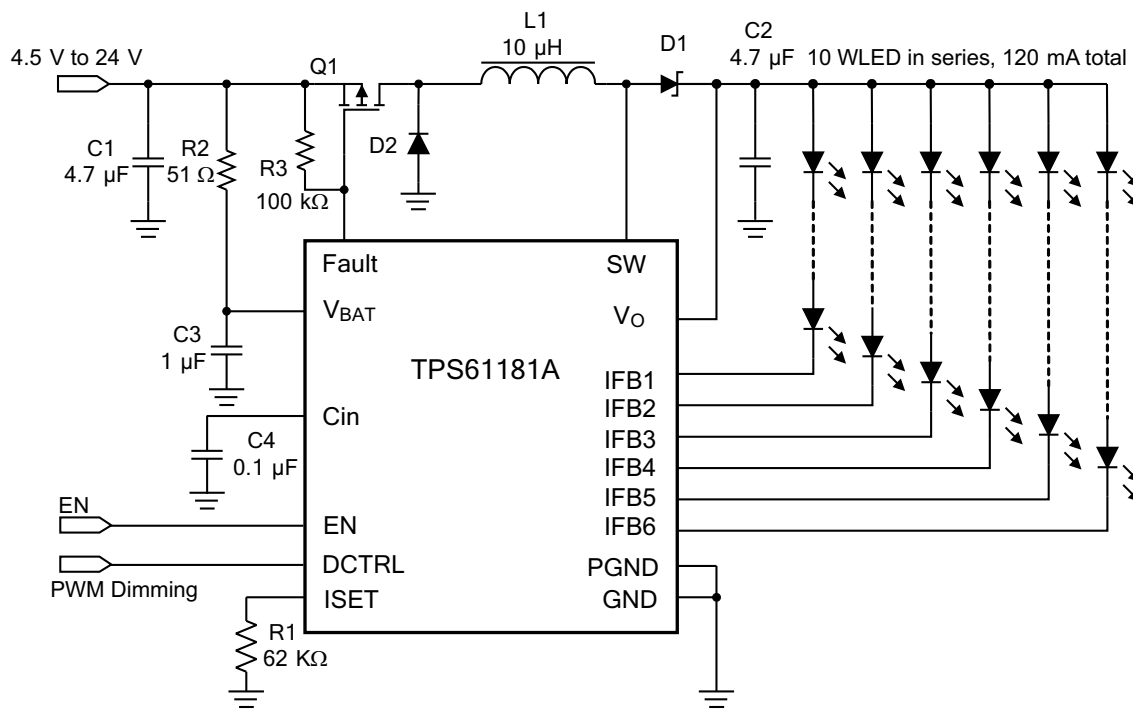 L1
10 µH
C2
4.7 µF
10 WLED in series, 120 mA total
D1
4.5 V to 24 V
Q1
C1
4.7 µF
R2
51 Ω
R3
100 kΩ
D2
Fault
SW
VBAT
VO
C3
1 µF
TPS61181A
IFB1
IFB2
IFB3
IFB4
IFB5
IFB6
Cin
C4
0.1 µF
EN
EN
DCTRL
PWM Dimming
ISET
PGND
GND
R1
62 KΩ